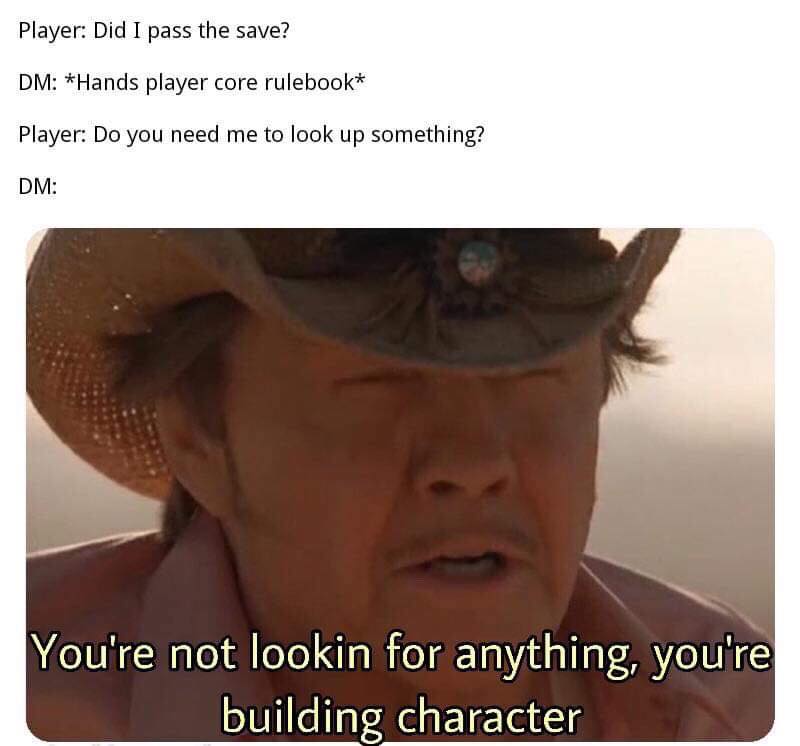 Player: Did I pass the save?
DM: *Hands player core rulebook*
Player: Do you need me to look up something?
DM:
You're not lookin for anything, you're
building character